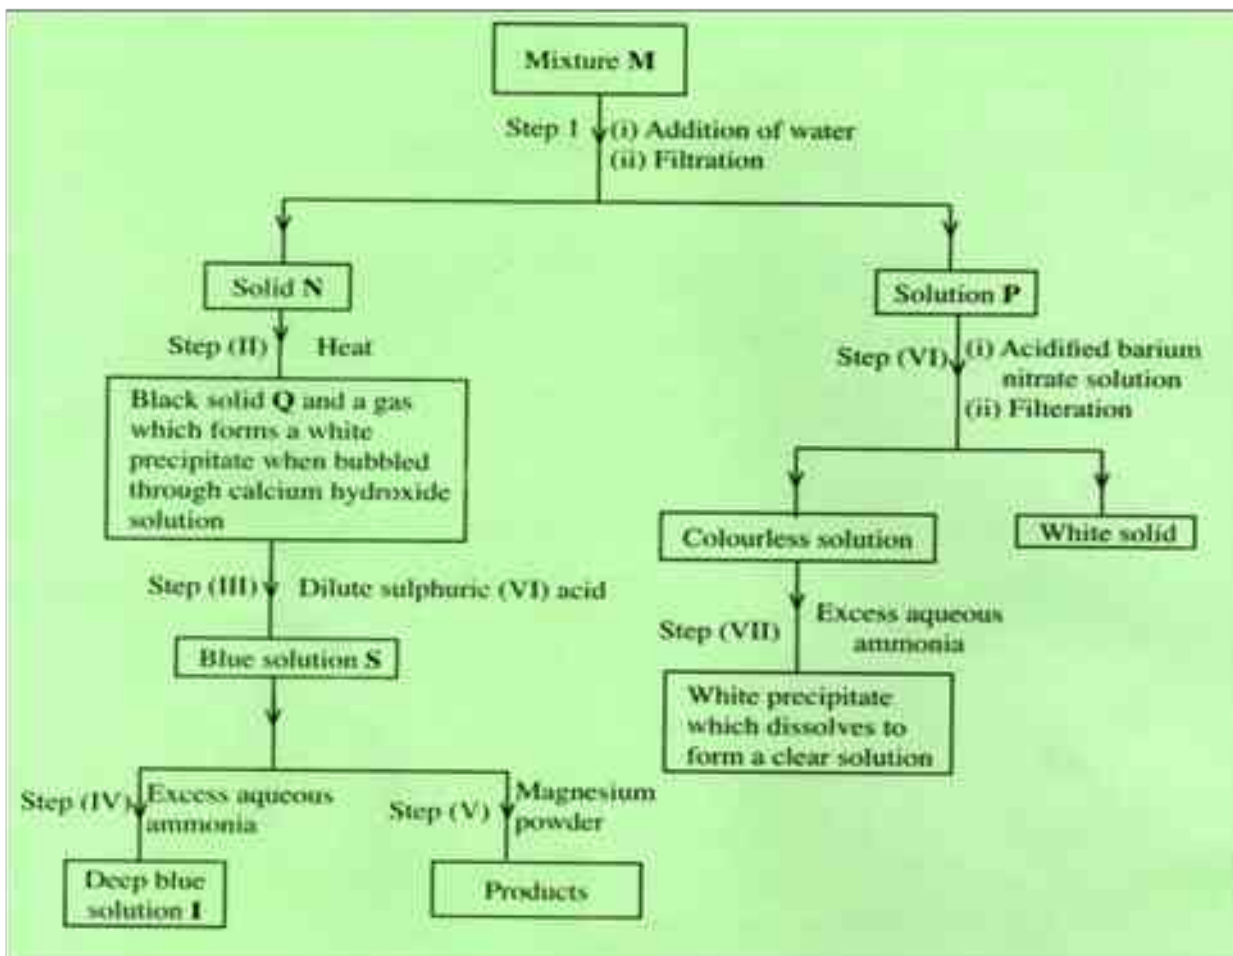 Mixture M
Step 1
(i) Addition of water
(ii) Filtration
Solid N
Solution P
Step (II)
Heat
Step (VI)
(i) Acidified barium
nitrate solution
(ii) Filteration
Black solid Q and a gas
which forms a white
precipitate when bubbled
through calcium hydroxide
solution
Colourless solution
White solid
Step (III)
Dilute sulphuric (VI) acid
Step (VII)
Excess aqueous
ammonia
Blue solution S
White precipitate
which dissolves to
form a clear solution
Step (IV)
Excess aqueous
ammonia
Step (V)
Magnesium
powder
Deep blue
solution I
Products